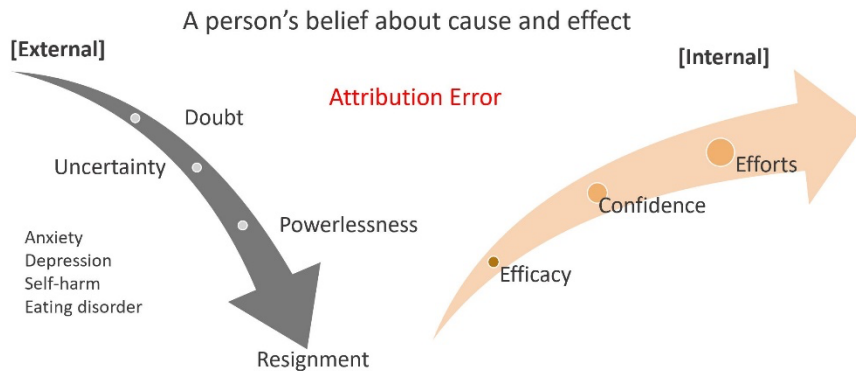 A person's belief about cause and effect
[External]
[Internal]
Attribution Error
Doubt
Uncertainty
Powerlessness
Efforts
Confidence
Efficacy
Anxiety
Depression
Self-harm
Eating disorder
Resignment